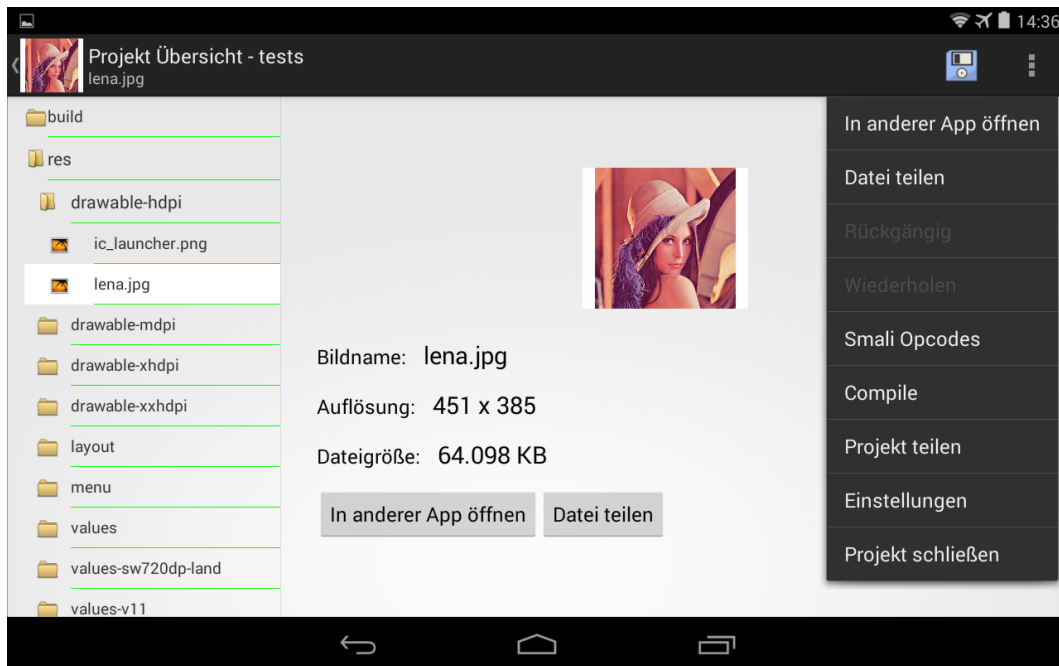 14:36
Projekt Übersicht - tests
lena.jpg
build
res
drawable-hdpi
ic_launcher.png
lena.jpg
drawable-mdpi
drawable-xhdpi
drawable-xxhdpi
layout
menu
values
values-sw720dp-land
values-v11
Bildname: lena.jpg
Auflösung: 451 x 385
Dateigröße: 64.098 KB
In anderer App öffnen Datei teilen
In anderer App öffnen
Datei teilen
Rückgängig
Wiederholen
Smali Opcodes
Compile
Projekt teilen
Einstellungen
Projekt schließen